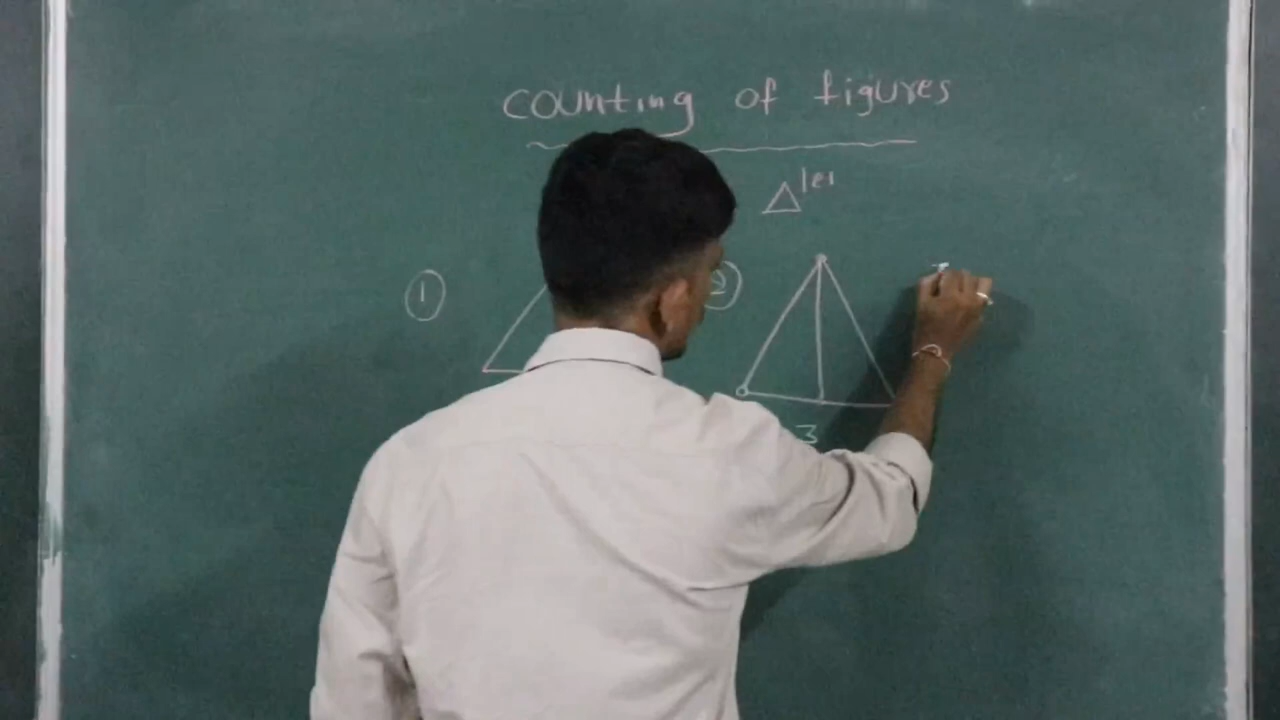 counting of figures
△les
① ②
3